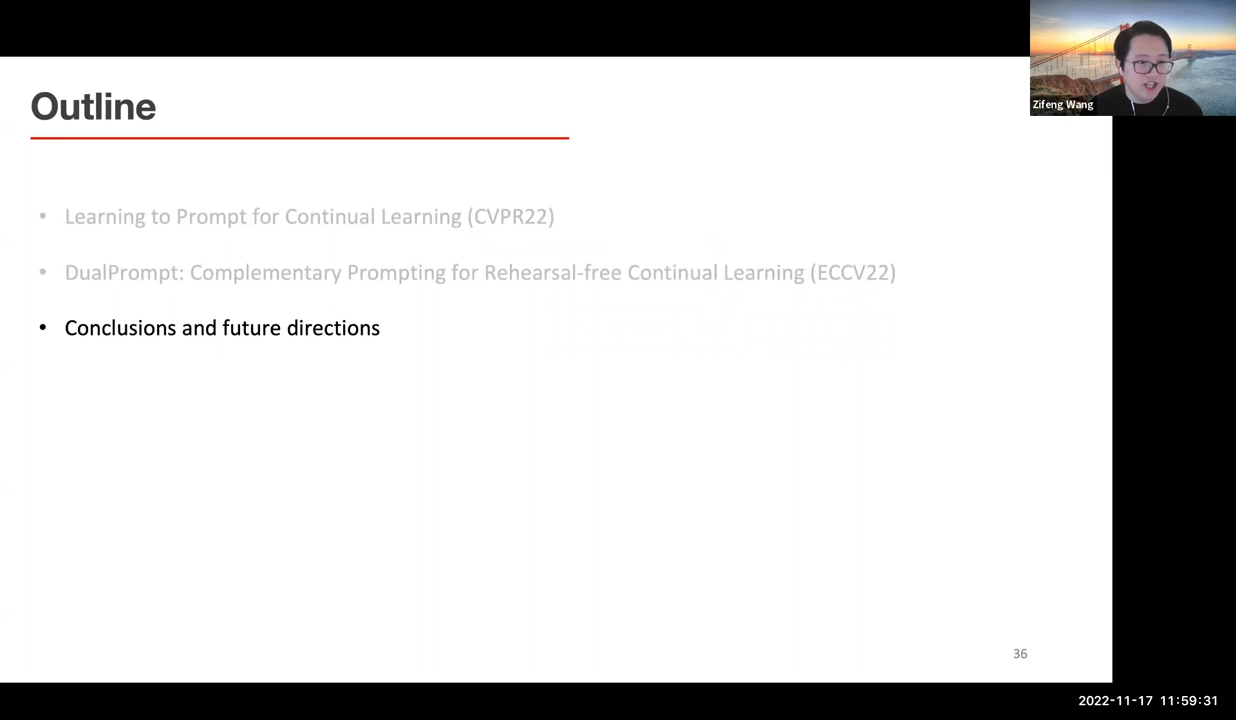 Outline
• Learning to Prompt for Continual Learning (CVPR22)
• DualPrompt: Complementary Prompting for Rehearsal-free Continual Learning (ECCV22)
• Conclusions and future directions
36
Zifeng Wang
2022-11-17 11:59:31